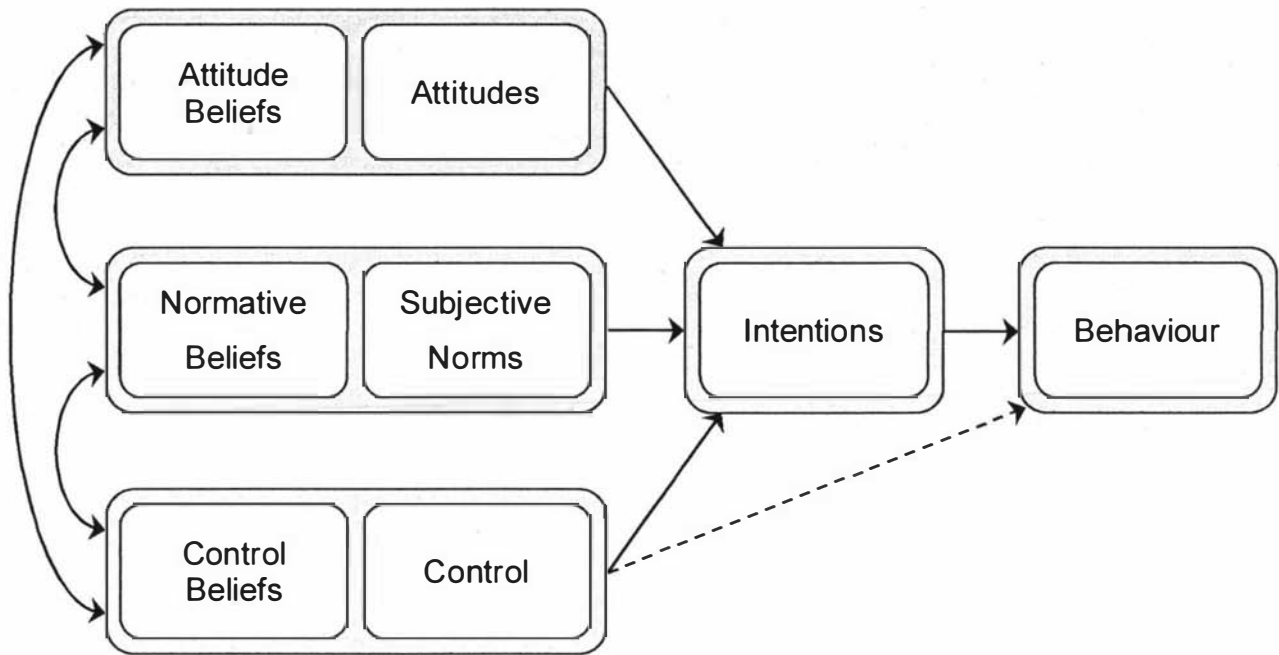 Attitude
Beliefs
Attitudes
Normative
Beliefs
Subjective
Norms
Intentions
Behaviour
Control
Beliefs
Control